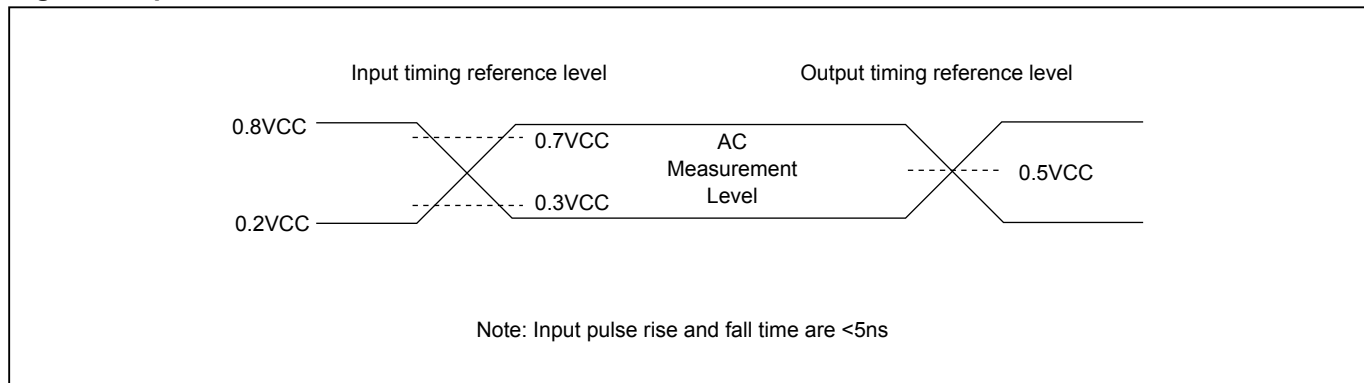 Input timing reference level
Output timing reference level
0.8VCC
0.7VCC
AC
Measurement
Level
0.5VCC
0.3VCC
0.2VCC
Note: Input pulse rise and fall time are <5ns